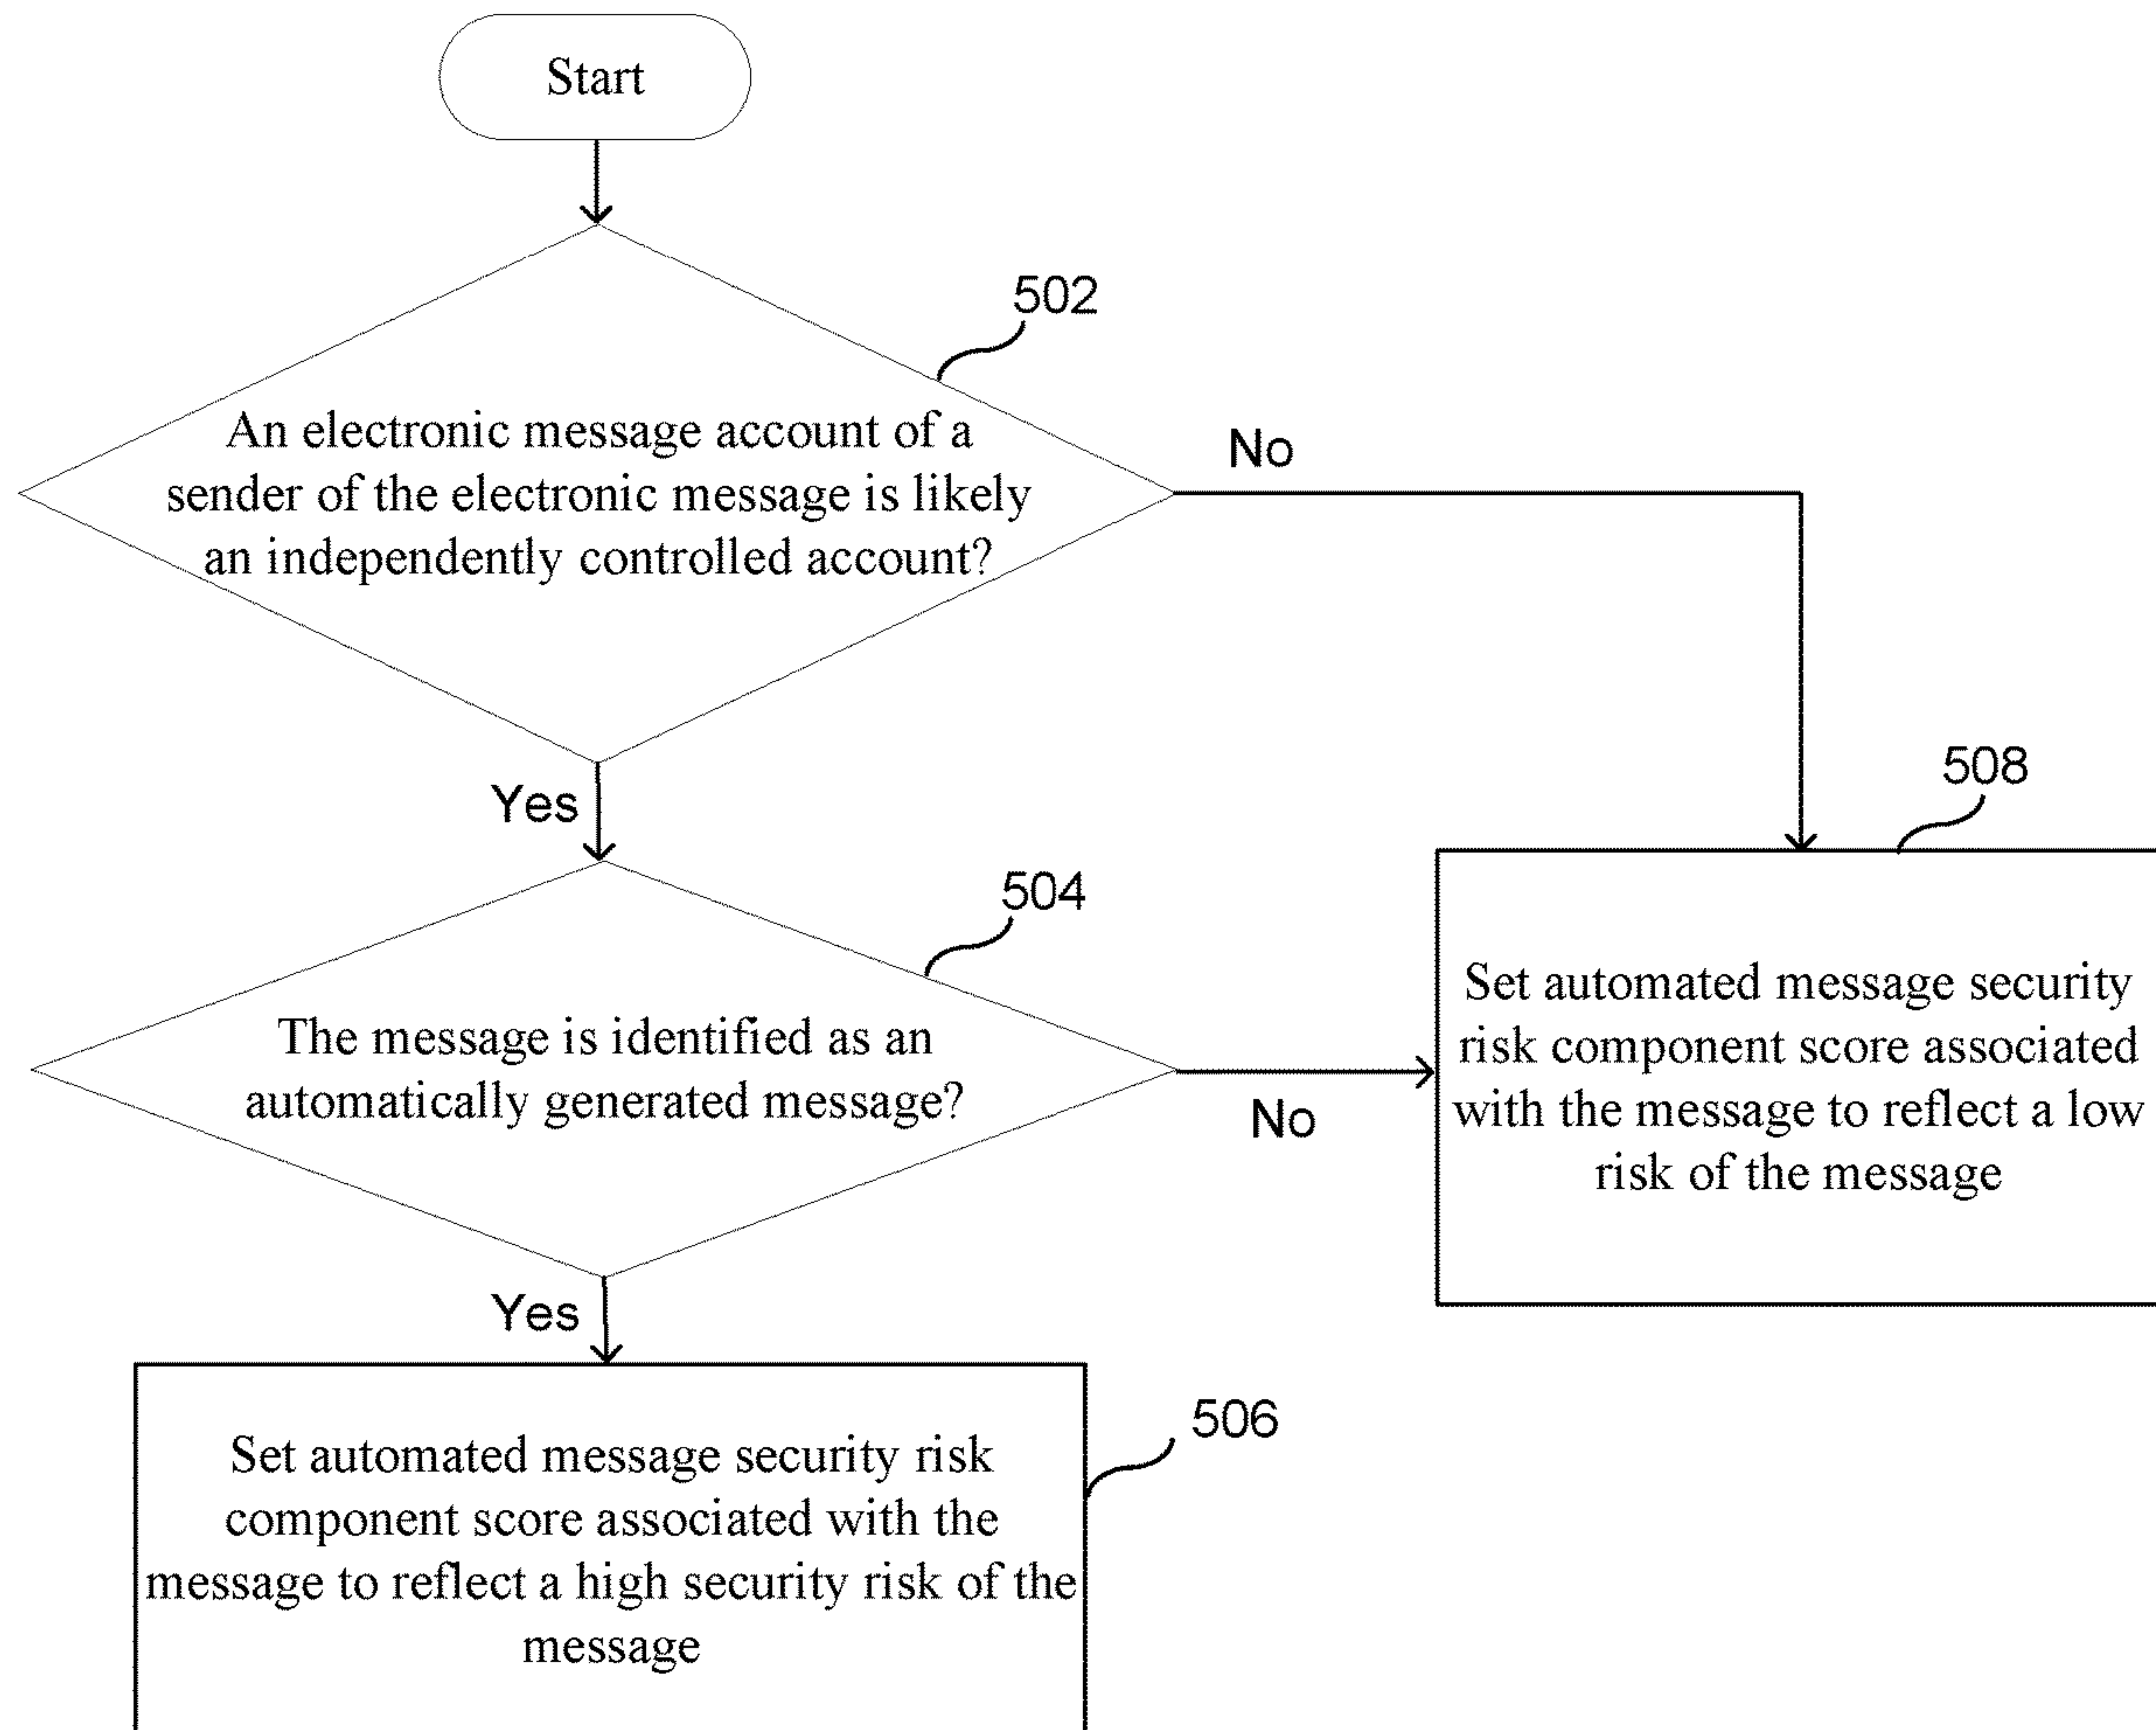 Start
502
An electronic message account of a
sender of the electronic message is likely
an independently controlled account?
No
Yes
508
504
The message is identified as an
automatically generated message?
No
Set automated message security
risk component score associated
with the message to reflect a low
risk of the message
Yes
506
Set automated message security risk
component score associated with the
message to reflect a high security risk of the
message